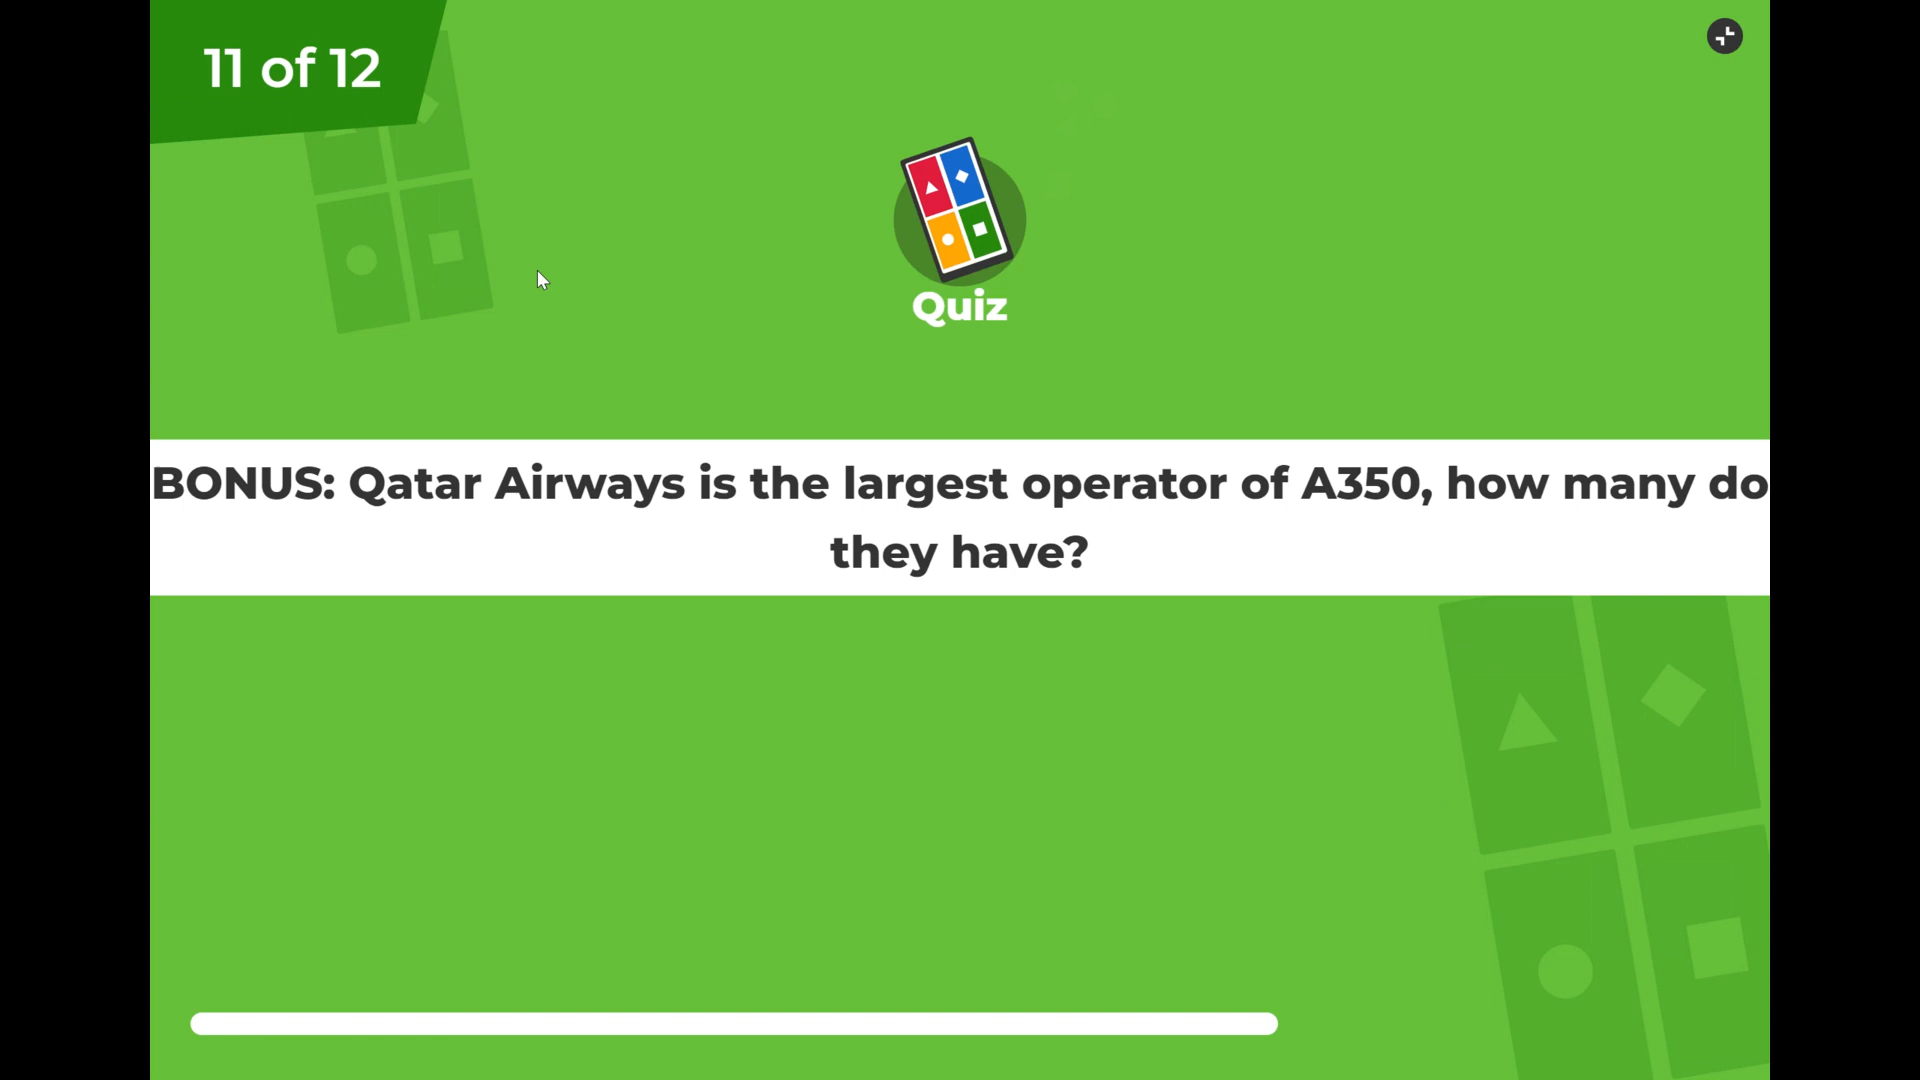 11 of 12
Quiz
BONUS: Qatar Airways is the largest operator of A350, how many do
they have?